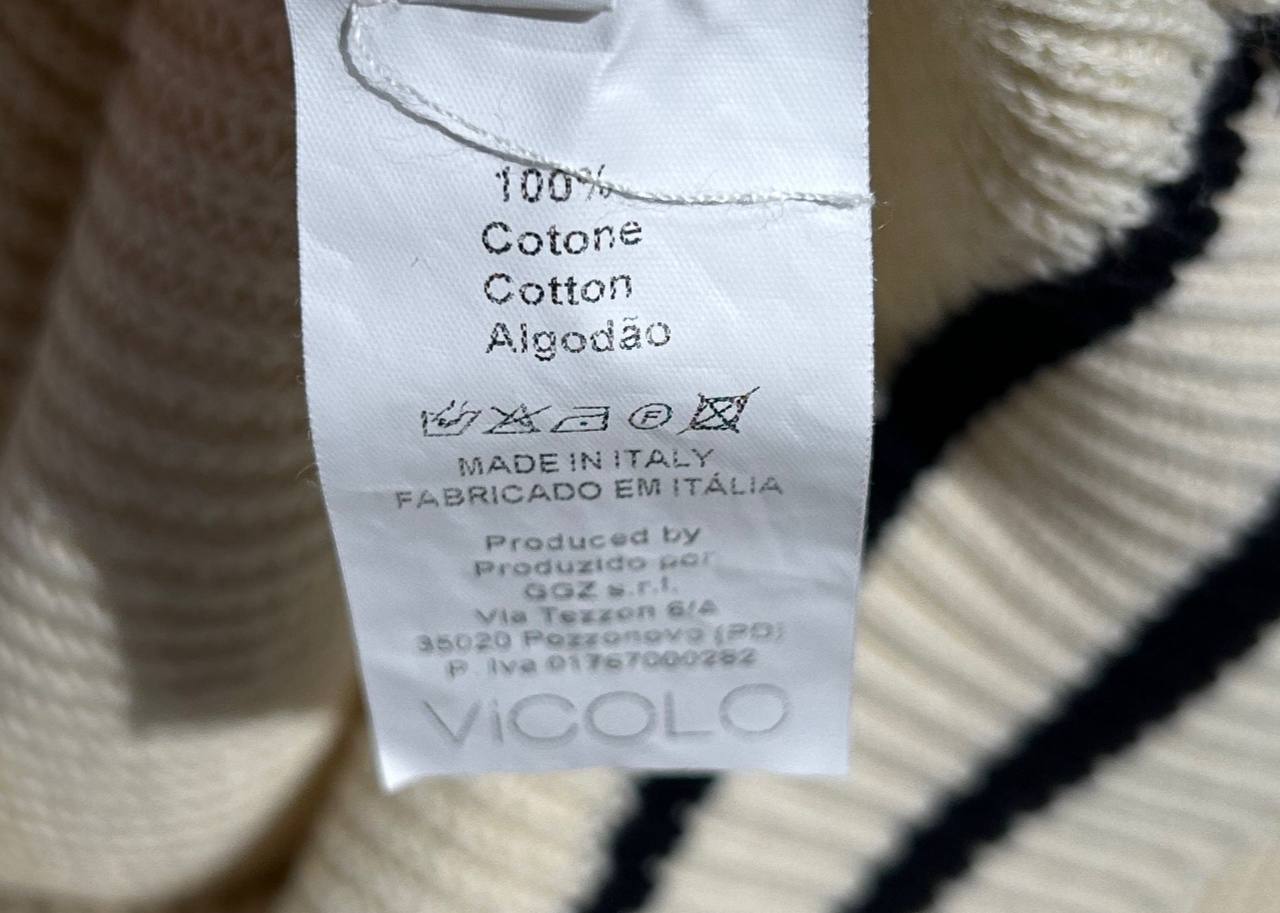 100%
Cotone
Cotton
Algodão
MADE IN ITALY
FABRICADO EM ITÁLIA
Produced by
Produzido por
GGZ s.r.l.
Via Tezzon 6/A
35020 Pozzonovo (PD)
P. Iva 01767000282
ViCOLO